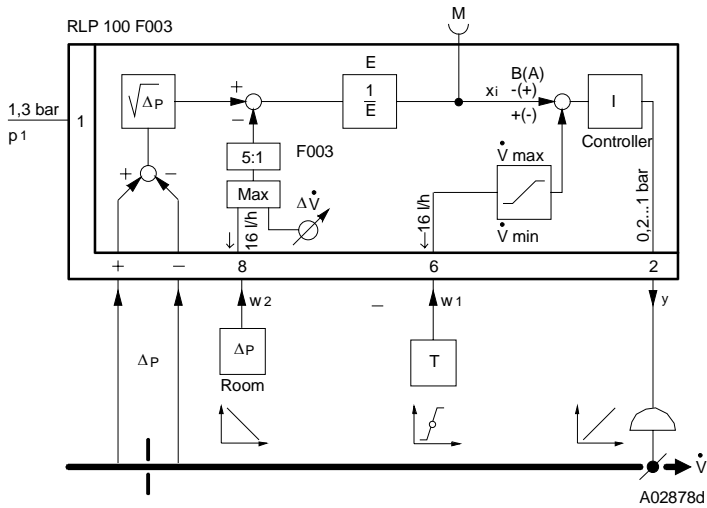 RLP 100 F003
M
1,3 bar
p1
1
√ΔP
+
−
E
1
E
xi
B(A)
-(+)
+(-)
I
Controller
5:1
F003
Max
ΔV̇
+
−
V̇ max
V̇ min
16 l/h
16 l/h
0,2...1 bar
+
−
8
6
2
w2
−
w1
y
ΔP
ΔP
Room
T
V̇
A02878d